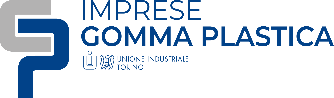 IMPRESE
GOMMA PLASTICA
UNIONE INDUSTRIALE
TORINO